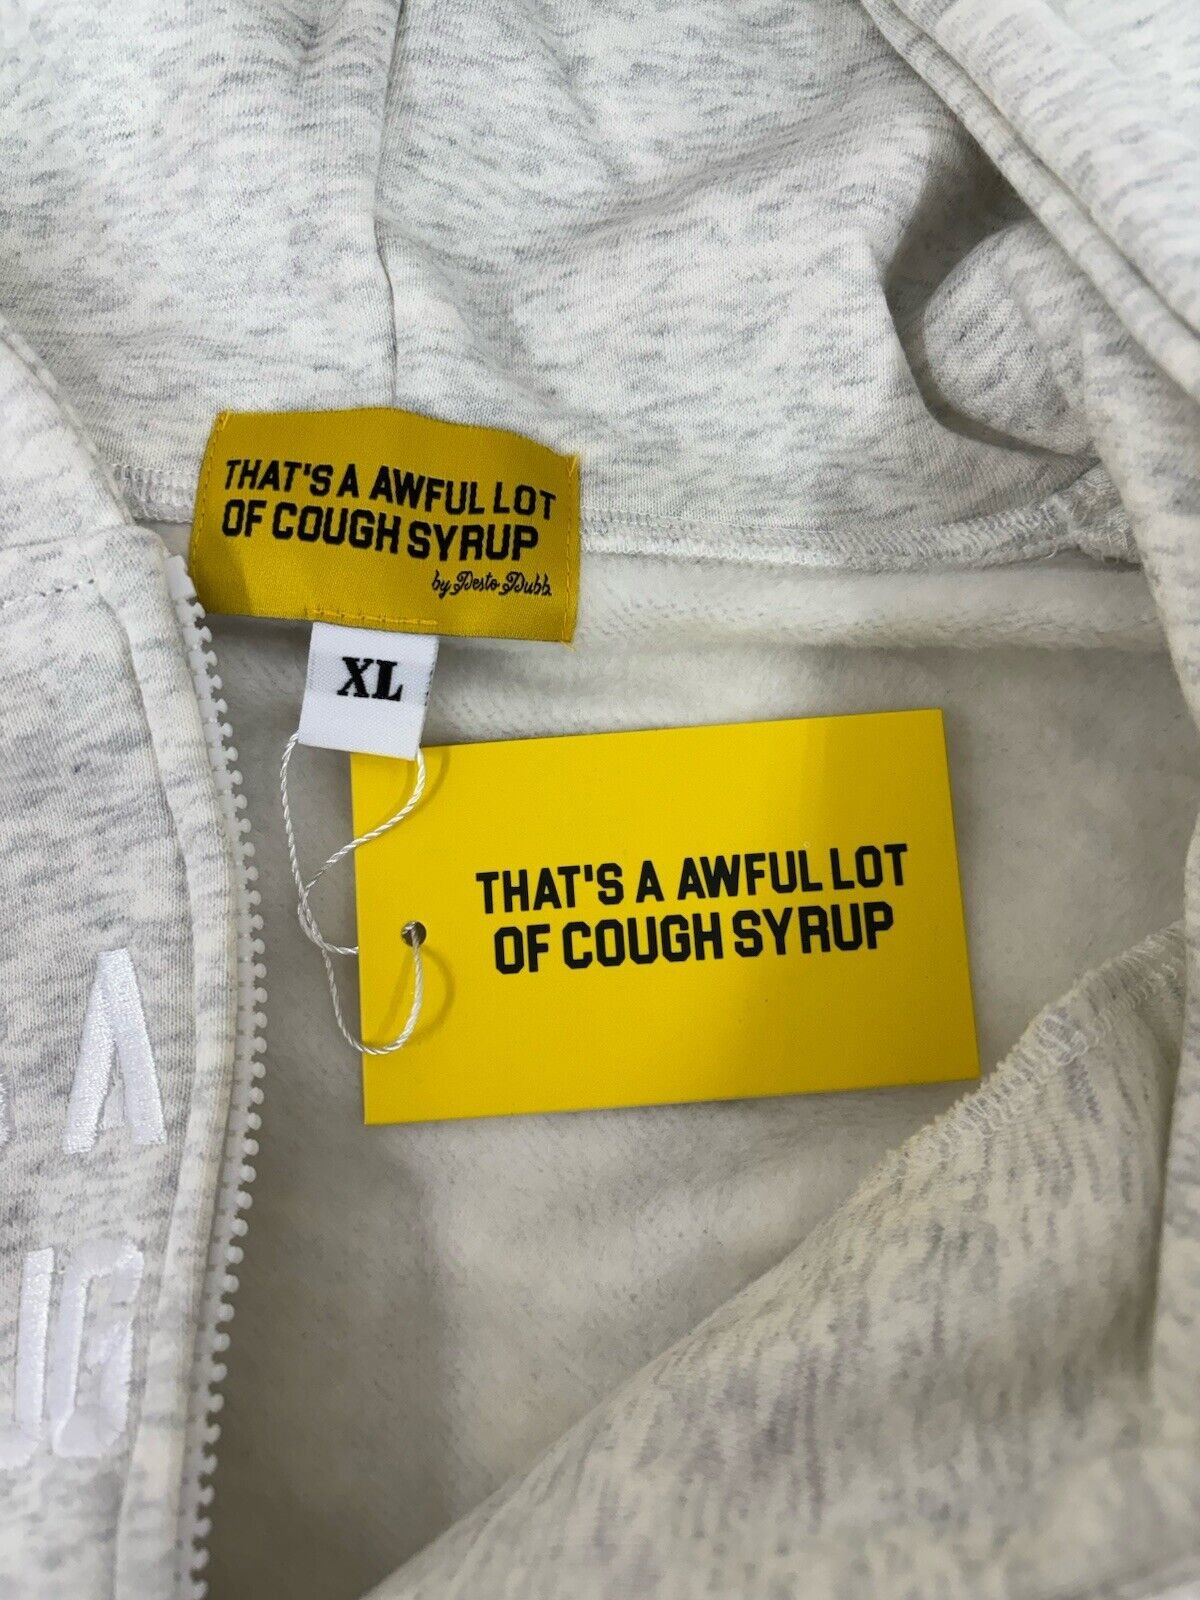 THAT'S A AWFUL LOT
OF COUGH SYRUP
by Desto Dubb
XL
THAT'S A AWFUL LOT
OF COUGH SYRUP
A